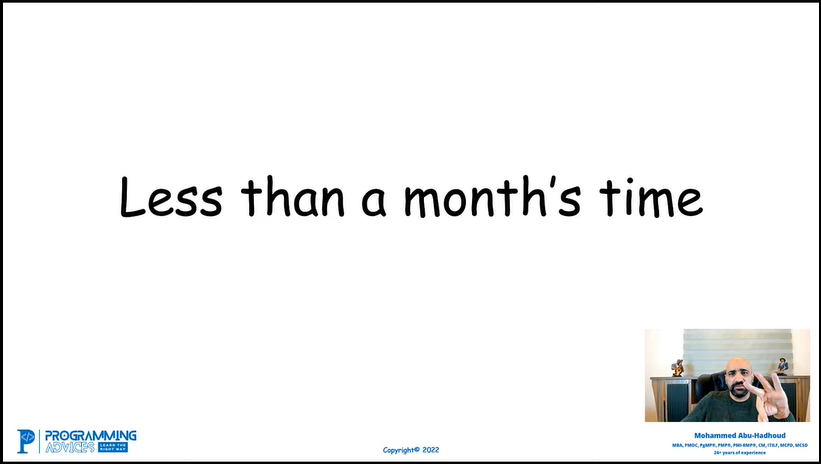 Less than a month's time
PROGRAMMING
ADVICES LEARN THE RIGHT WAY
Copyright© 2022
Mohammed Abu-Hadhoud
MBA, PMOC, PgMP®, PMP®, PMI-RMP®, CM, ITILF, MCPD, MCSD
26+ years of experience